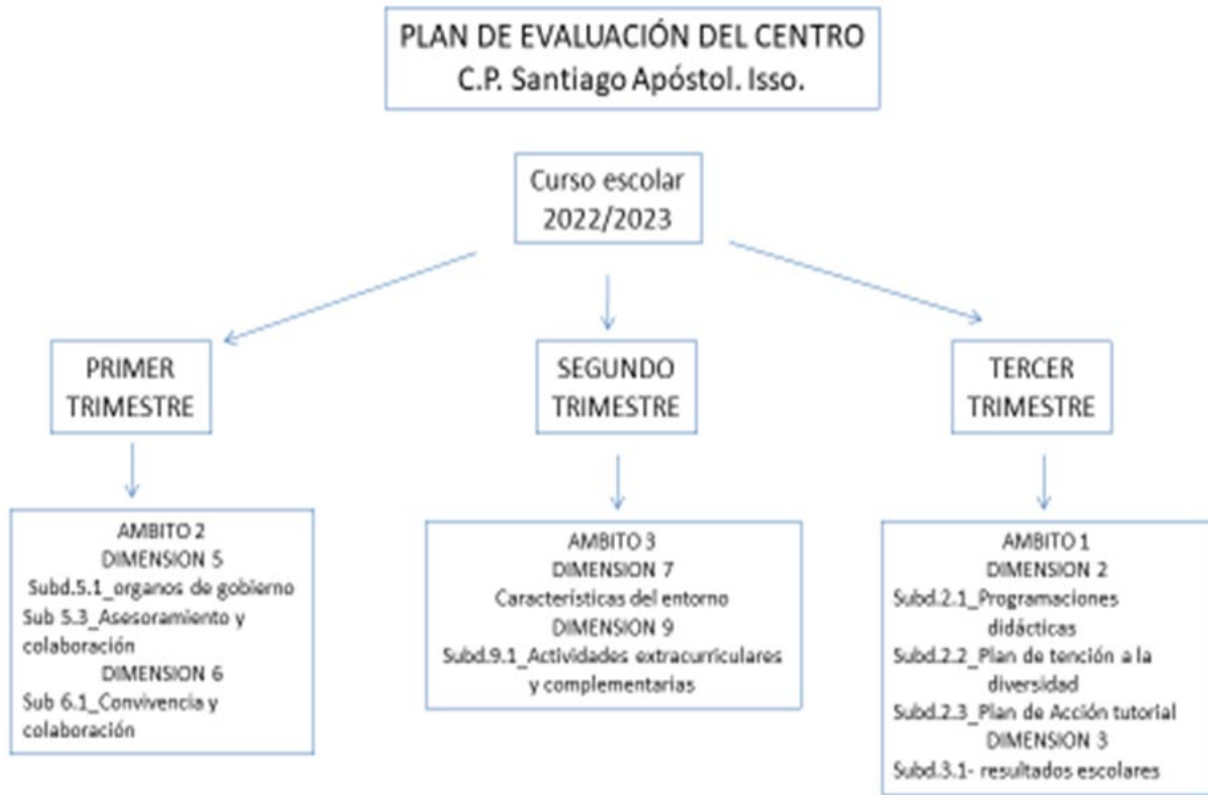 PLAN DE EVALUACIÓN DEL CENTRO
C.P. Santiago Apóstol. Isso.
Curso escolar
2022/2023
PRIMER
TRIMESTRE
SEGUNDO
TRIMESTRE
TERCER
TRIMESTRE
AMBITO 2
DIMENSION 5
Subd.5.1_organos de gobierno
Sub 5.3_Asesoramiento y
colaboración
DIMENSION 6
Sub 6.1_Convivencia y
colaboración
AMBITO 3
DIMENSION 7
Características del entorno
DIMENSION 9
Subd.9.1_Actividades extracurriculares
y complementarias
AMBITO 1
DIMENSION 2
Subd.2.1_Programaciones
didácticas
Subd.2.2_Plan de tención a la
diversidad
Subd.2.3_Plan de Acción tutorial
DIMENSION 3
Subd.3.1- resultados escolares